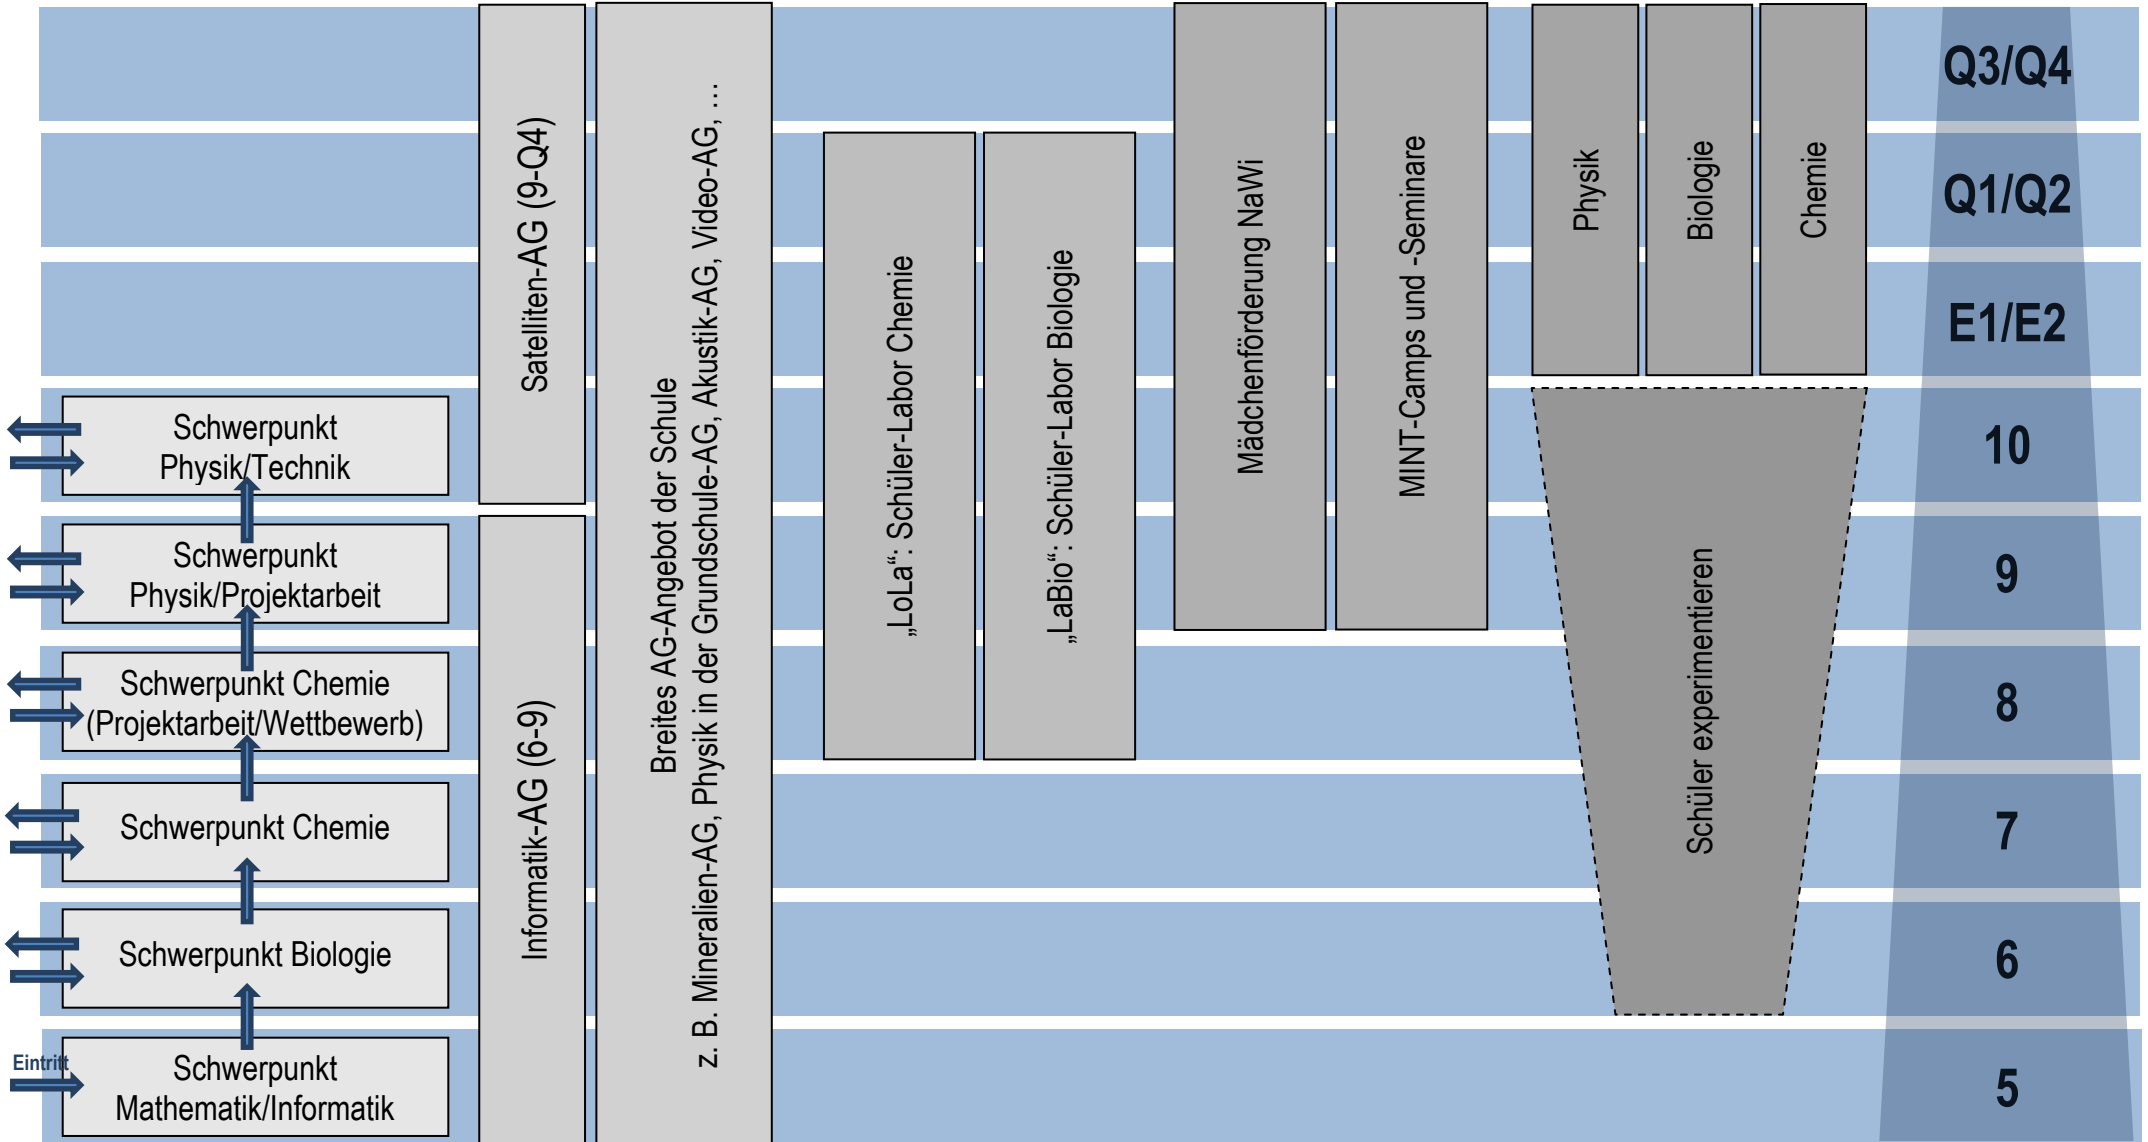 Schwerpunkt
Physik/Technik
Schwerpunkt
Physik/Projektarbeit
Schwerpunkt Chemie
(Projektarbeit/Wettbewerb)
Schwerpunkt Chemie
Schwerpunkt Biologie
Eintritt
Schwerpunkt
Mathematik/Informatik
Satelliten-AG (9-Q4)
Informatik-AG (6-9)
Breites AG-Angebot der Schule
z. B. Mineralien-AG, Physik in der Grundschule-AG, Akustik-AG, Video-AG, …
„LoLa“: Schüler-Labor Chemie
„LaBio“: Schüler-Labor Biologie
Mädchenförderung NaWi
MINT-Camps und -Seminare
Physik
Biologie
Chemie
Schüler experimentieren
Q3/Q4
Q1/Q2
E1/E2
10
9
8
7
6
5